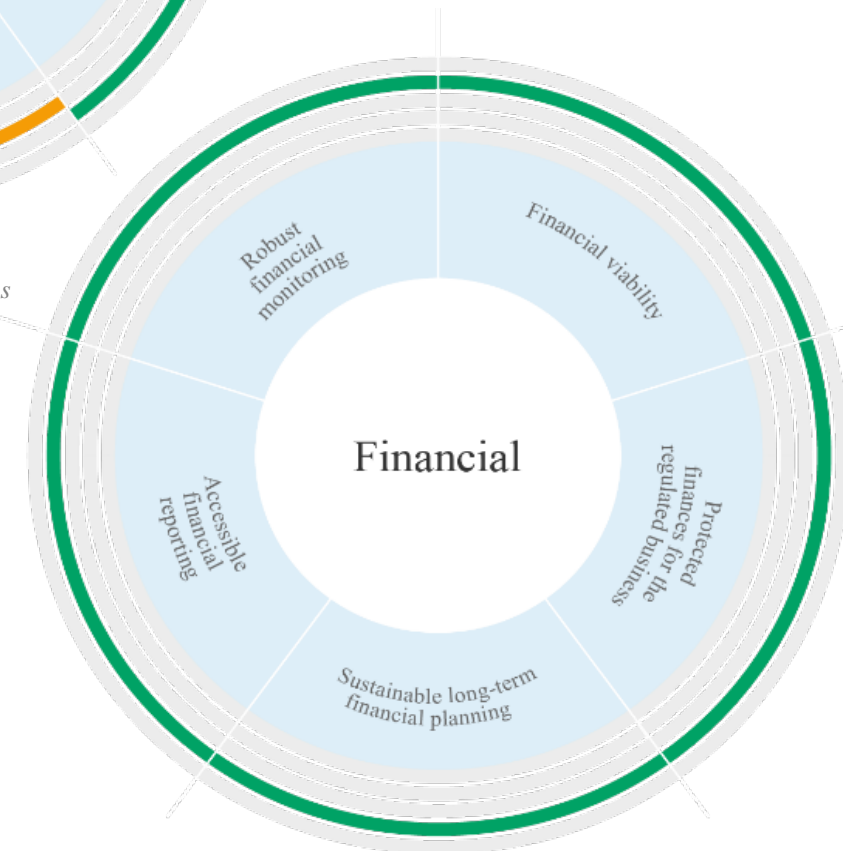 Robust
financial
monitoring
Financial viability
s
Financial
Accessible
financial
reporting
Protected
finances for the
regulated business
Sustainable long-term
financial planning